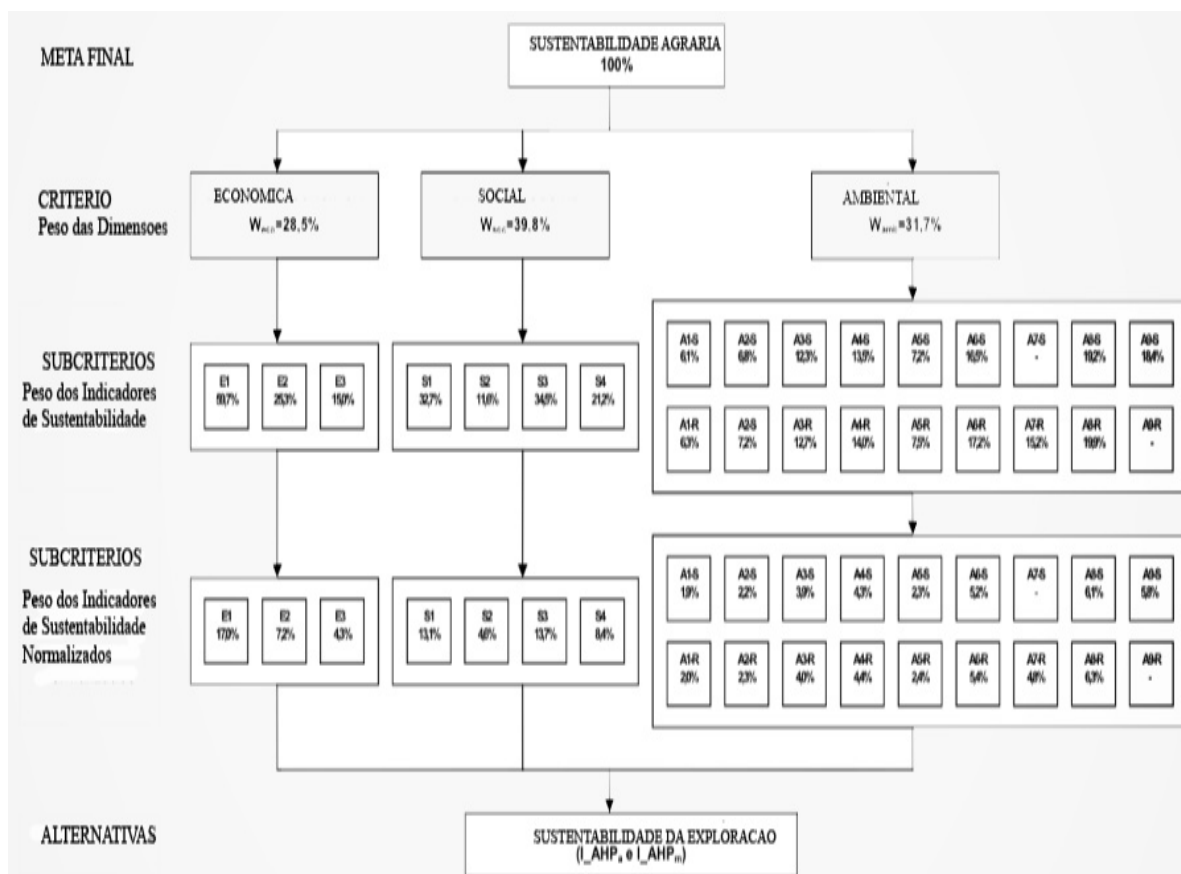 META FINAL
SUSTENTABILIDADE AGRARIA
100%
CRITERIO
Peso das Dimensoes
ECONOMICA
W=28,5%
SOCIAL
W=39.8%
AMBIENTAL
W=31,7%
SUBCRITERIOS
Peso dos Indicadores
de Sustentabilidade
E1 E2 E3
25,3% 15,0%
S1 S2 S3 S4
32,7% 11,6% 34,5% 21,2%
A1-S A2-S A3-S A4-S A5-S A6-S A7-S A8-S A9-S
6,1% 6,8% 12,3% 13,5% 7,2% 16,5% - 19,2% 18,4%
A1-R A2-S A3-R A4-R A5-R A6-R A7-R A8-R A9-R
6,3% 7,2% 12,7% 14,0% 7,5% 17,2% 15,2% 19,9% -
SUBCRITERIOS
Peso dos Indicadores
de Sustentabilidade
Normalizados
E1 E2 E3
17,0% 7,2% 4,3%
S1 S2 S3 S4
13,1% 4,6% 13,7% 8,4%
A1-S A2-S A3-S A4-S A5-S A6-S A7-S A8-S A9-S
1,9% 2,2% 3,9% 4,3% 2,3% 5,2% - 6,1% 5,8%
A1-R A2-R A3-R A4-R A5-R A6-R A7-R A8-R A9-R
2,0% 2,3% 4,0% 4,4% 2,4% 5,4% 4,8% 6,3% -
ALTERNATIVAS
SUSTENTABILIDADE DA EXPLORACAO
(I_AHPa e I_AHPm)